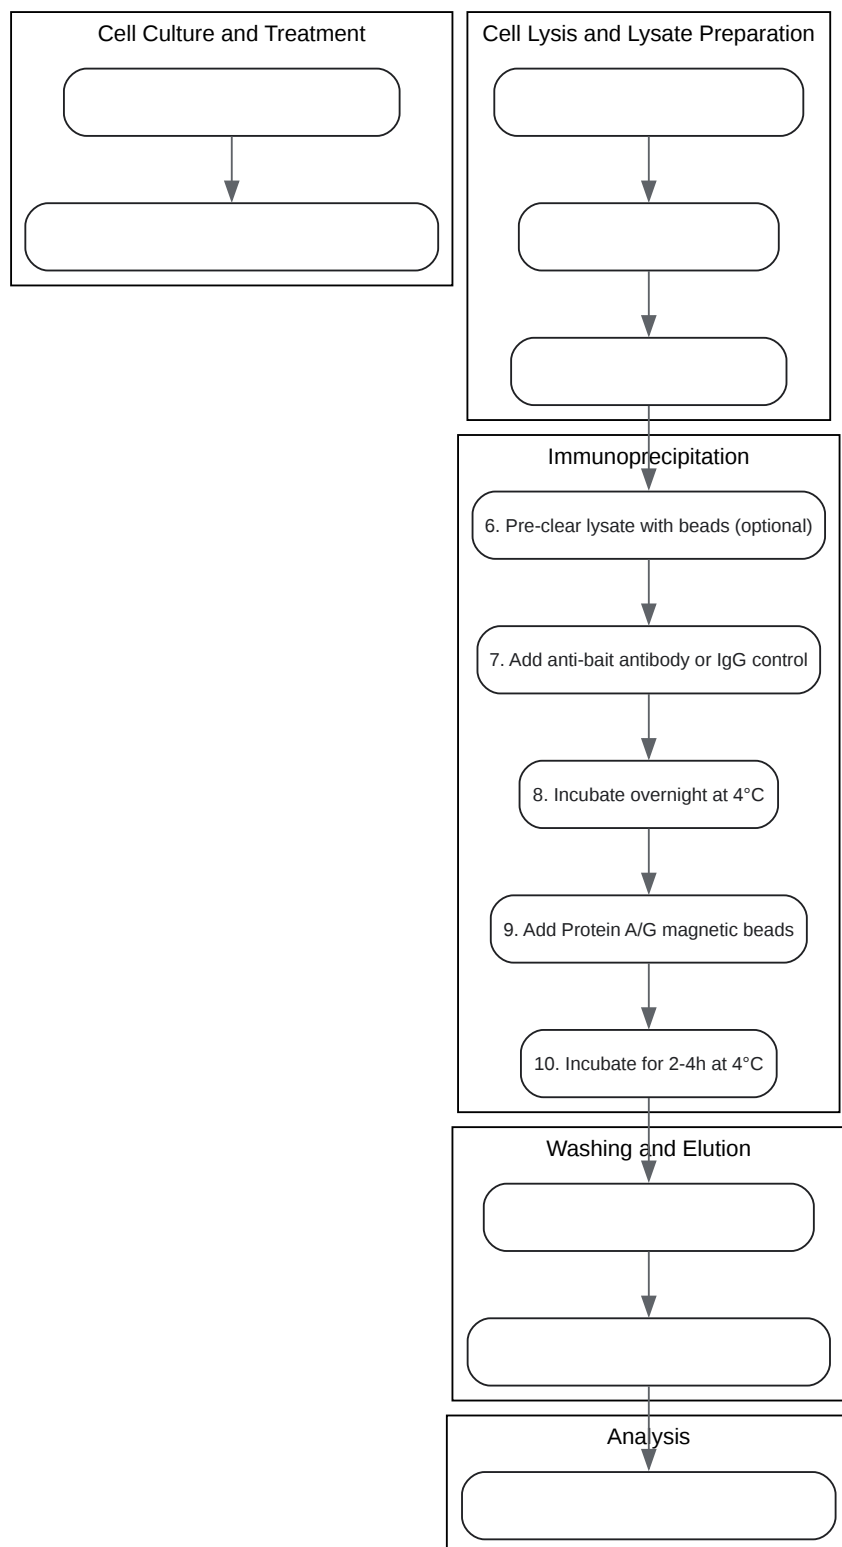 Cell Culture and Treatment
Cell Lysis and Lysate Preparation
Immunoprecipitation
6. Pre-clear lysate with beads (optional)
7. Add anti-bait antibody or IgG control
8. Incubate overnight at 4°C
9. Add Protein A/G magnetic beads
10. Incubate for 2-4h at 4°C
Washing and Elution
Analysis